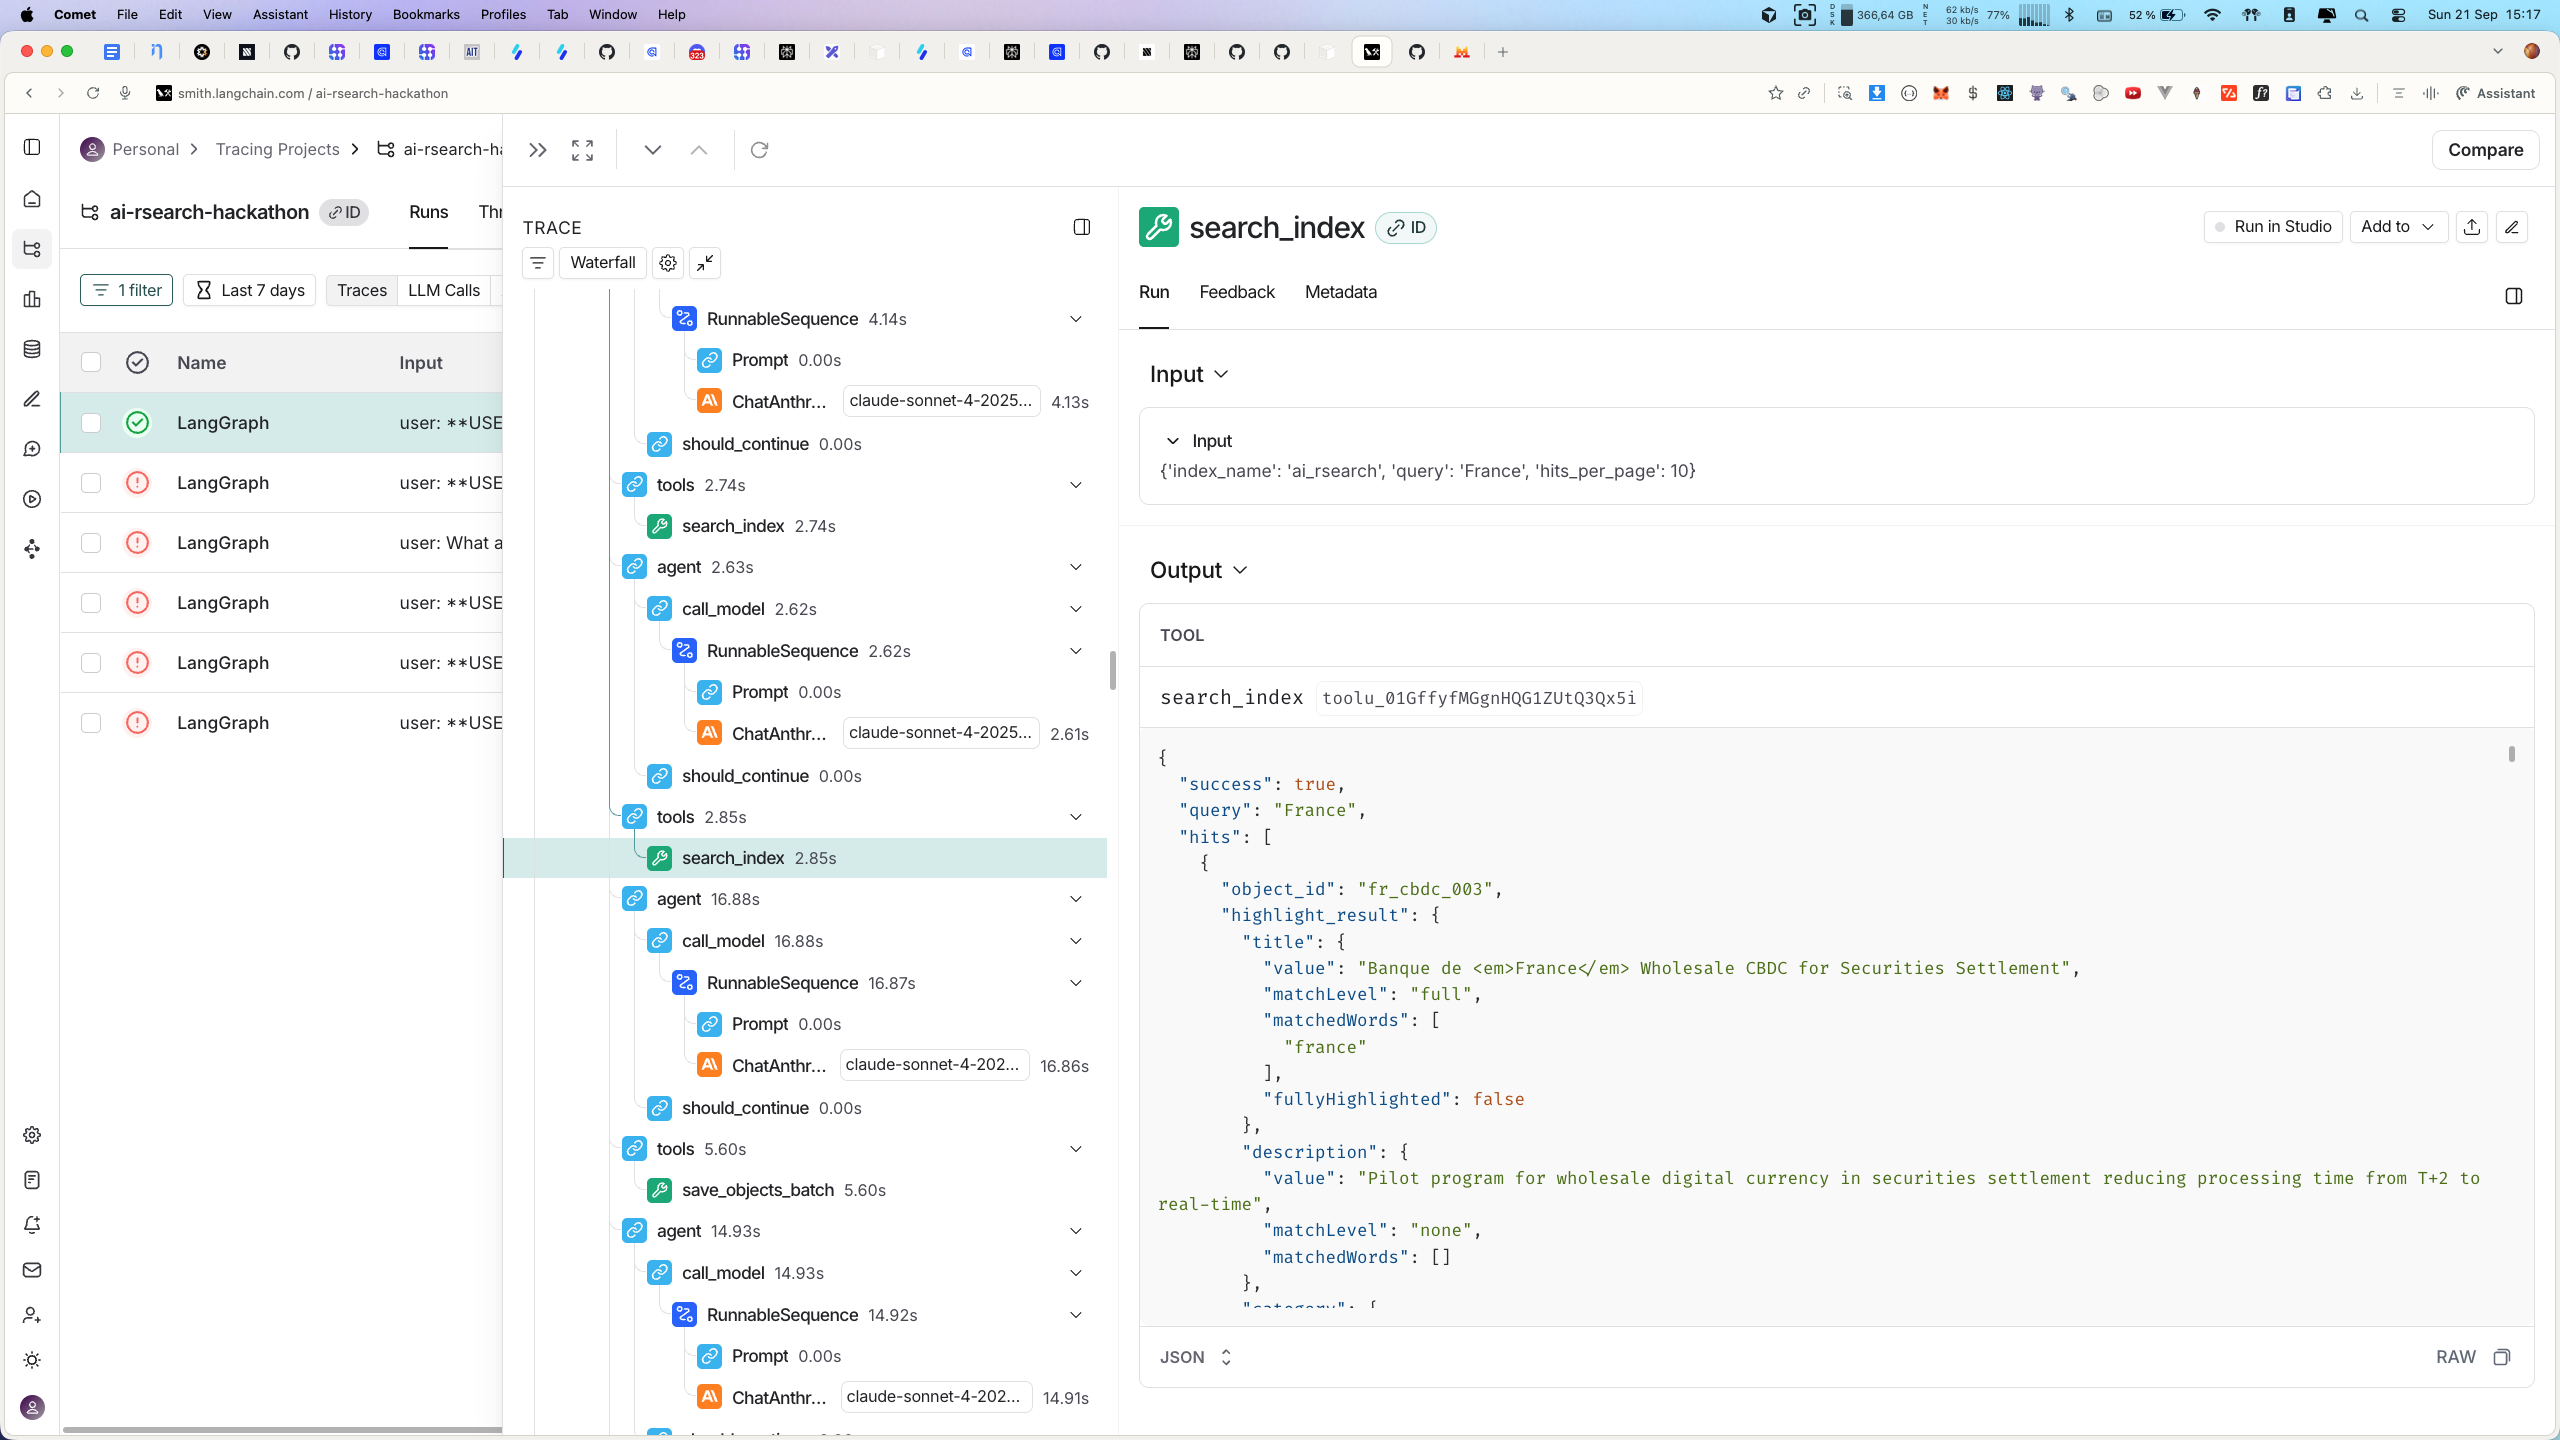 Comet File Edit View Assistant History Bookmarks Profiles Tab Window Help
366,64 GB 62 kb/s 30 kb/s 77% 52 % Sun 21 Sep 15:17
smith.langchain.com / ai-rsearch-hackathon
Assistant
Personal Tracing Projects ai-rsearch-ha
Compare
ai-rsearch-hackathon ID Runs Thr
1 filter Last 7 days Traces LLM Calls
Name Input
LangGraph user: **USE
LangGraph user: **USE
LangGraph user: What a
LangGraph user: **USE
LangGraph user: **USE
LangGraph user: **USE
TRACE
Waterfall
RunnableSequence 4.14s
Prompt 0.00s
ChatAnthr... claude-sonnet-4-2025... 4.13s
should_continue 0.00s
tools 2.74s
search_index 2.74s
agent 2.63s
call_model 2.62s
RunnableSequence 2.62s
Prompt 0.00s
ChatAnthr... claude-sonnet-4-2025... 2.61s
should_continue 0.00s
tools 2.85s
search_index 2.85s
agent 16.88s
call_model 16.88s
RunnableSequence 16.87s
Prompt 0.00s
ChatAnthr... claude-sonnet-4-202... 16.86s
should_continue 0.00s
tools 5.60s
save_objects_batch 5.60s
agent 14.93s
call_model 14.93s
RunnableSequence 14.92s
Prompt 0.00s
ChatAnthr... claude-sonnet-4-202... 14.91s
search_index ID
Run in Studio Add to
Run Feedback Metadata
Input
Input
{'index_name': 'ai_rsearch', 'query': 'France', 'hits_per_page': 10}
Output
TOOL
search_index toolu_01GffyfMGgnHQG1ZUtQ3Qx5i
{
"success": true,
"query": "France",
"hits": [
{
"object_id": "fr_cbdc_003",
"highlight_result": {
"title": {
"value": "Banque de <em>France</em> Wholesale CBDC for Securities Settlement",
"matchLevel": "full",
"matchedWords": [
"france"
],
"fullyHighlighted": false
},
"description": {
"value": "Pilot program for wholesale digital currency in securities settlement reducing processing time from T+2 to
real-time",
"matchLevel": "none",
"matchedWords": []
},
"category": {
JSON
RAW